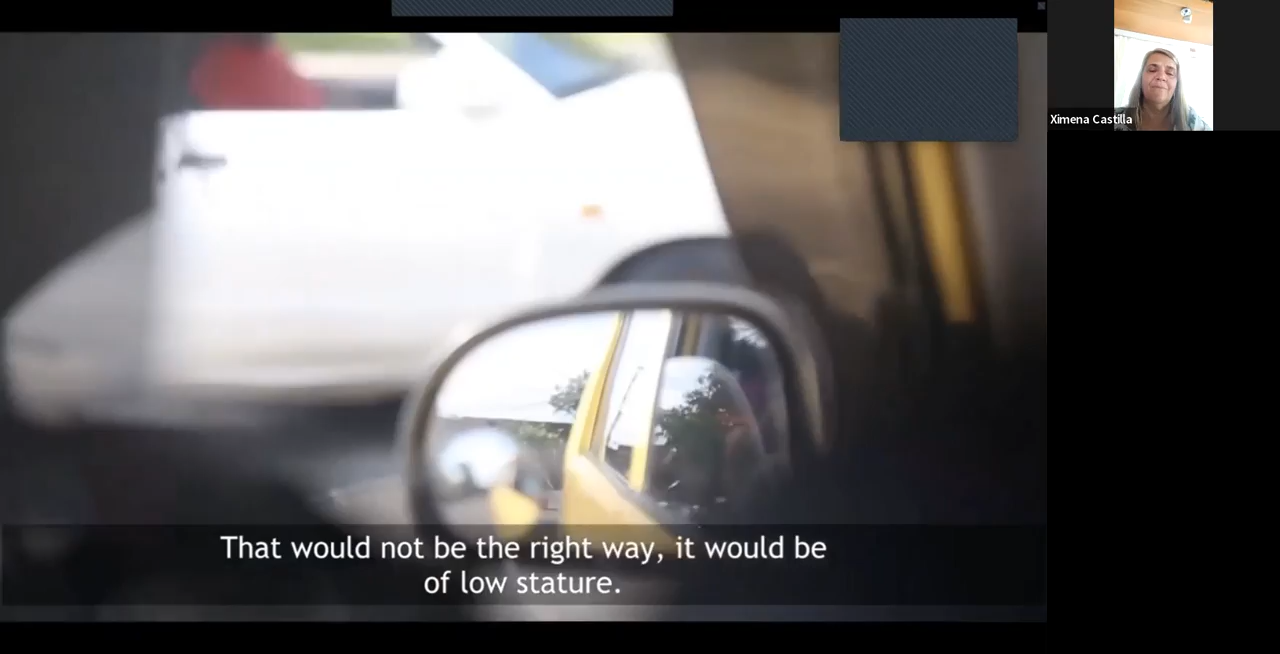 Ximena Castilla
That would not be the right way, it would be
of low stature.